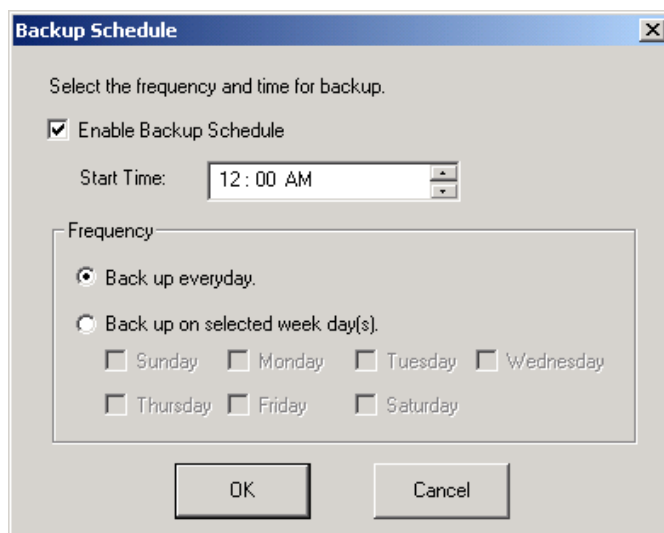 Backup Schedule
Select the frequency and time for backup.
Enable Backup Schedule
Start Time: 12 : 00 AM
Frequency
Back up everyday.
Back up on selected week day(s).
Sunday Monday Tuesday Wednesday
Thursday Friday Saturday
OK Cancel